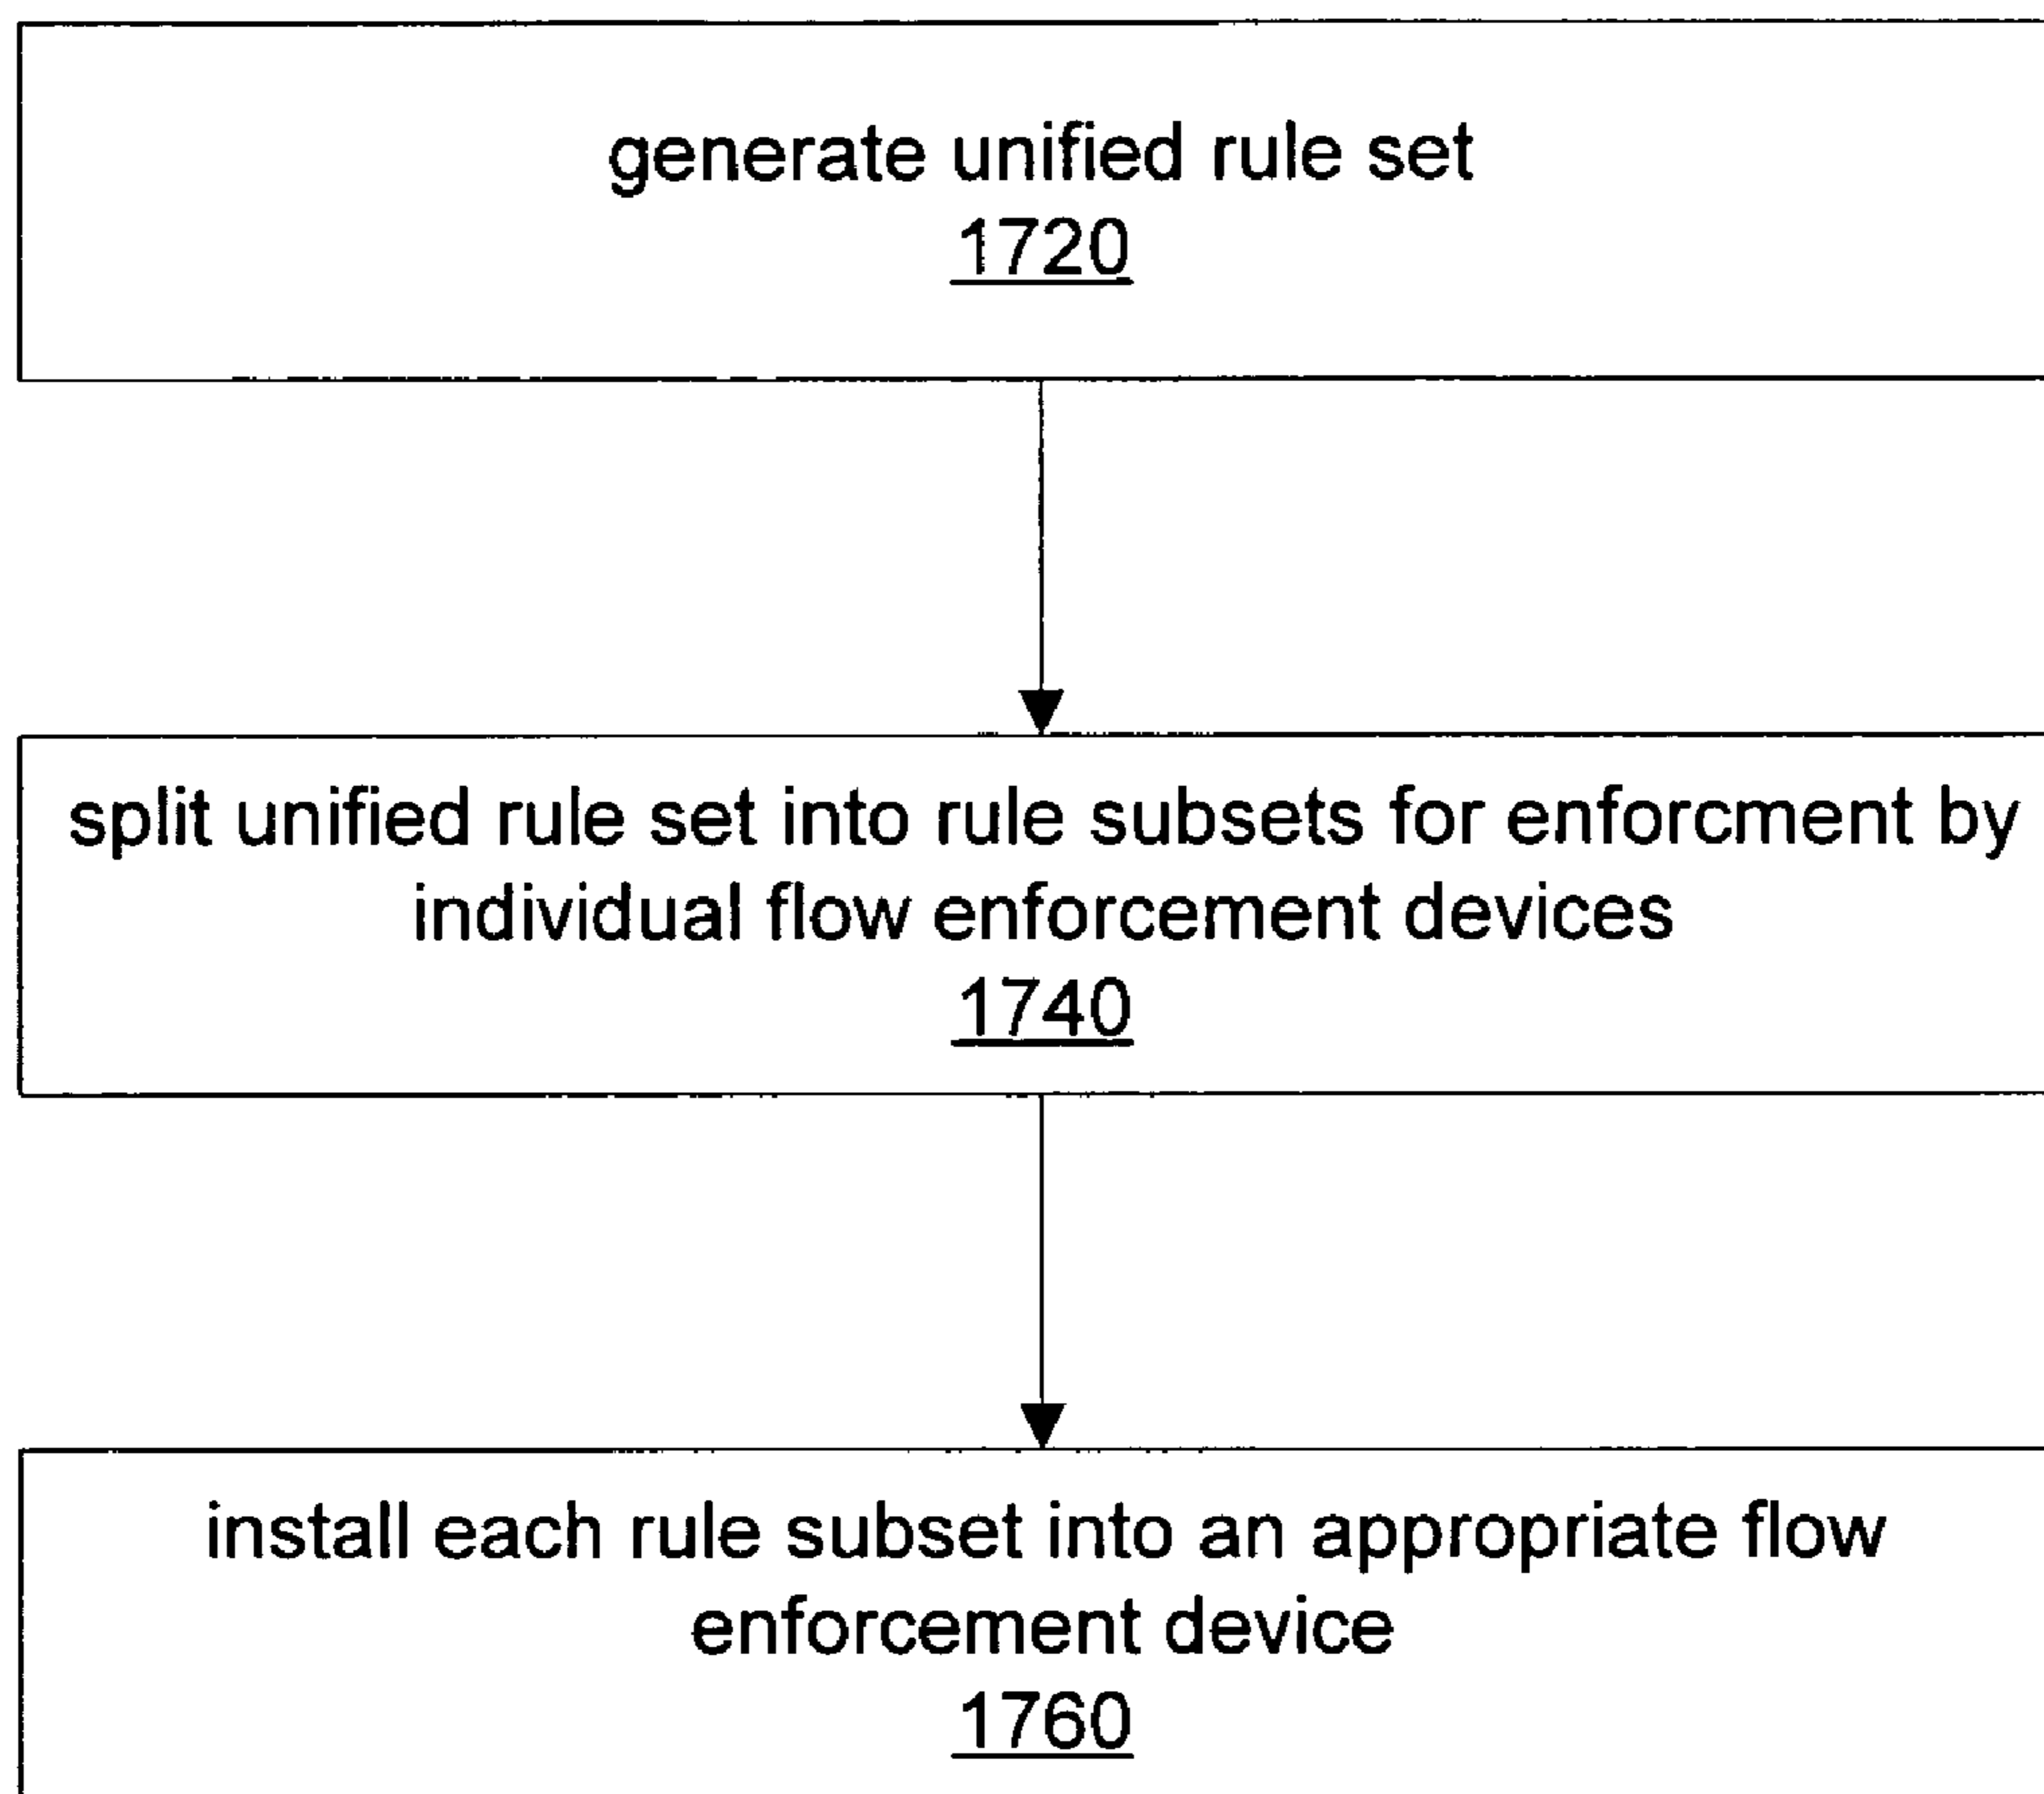 generate unified rule set
1720
split unified rule set into rule subsets for enforcment by
individual flow enforcement devices
1740
install each rule subset into an appropriate flow
enforcement device
1760